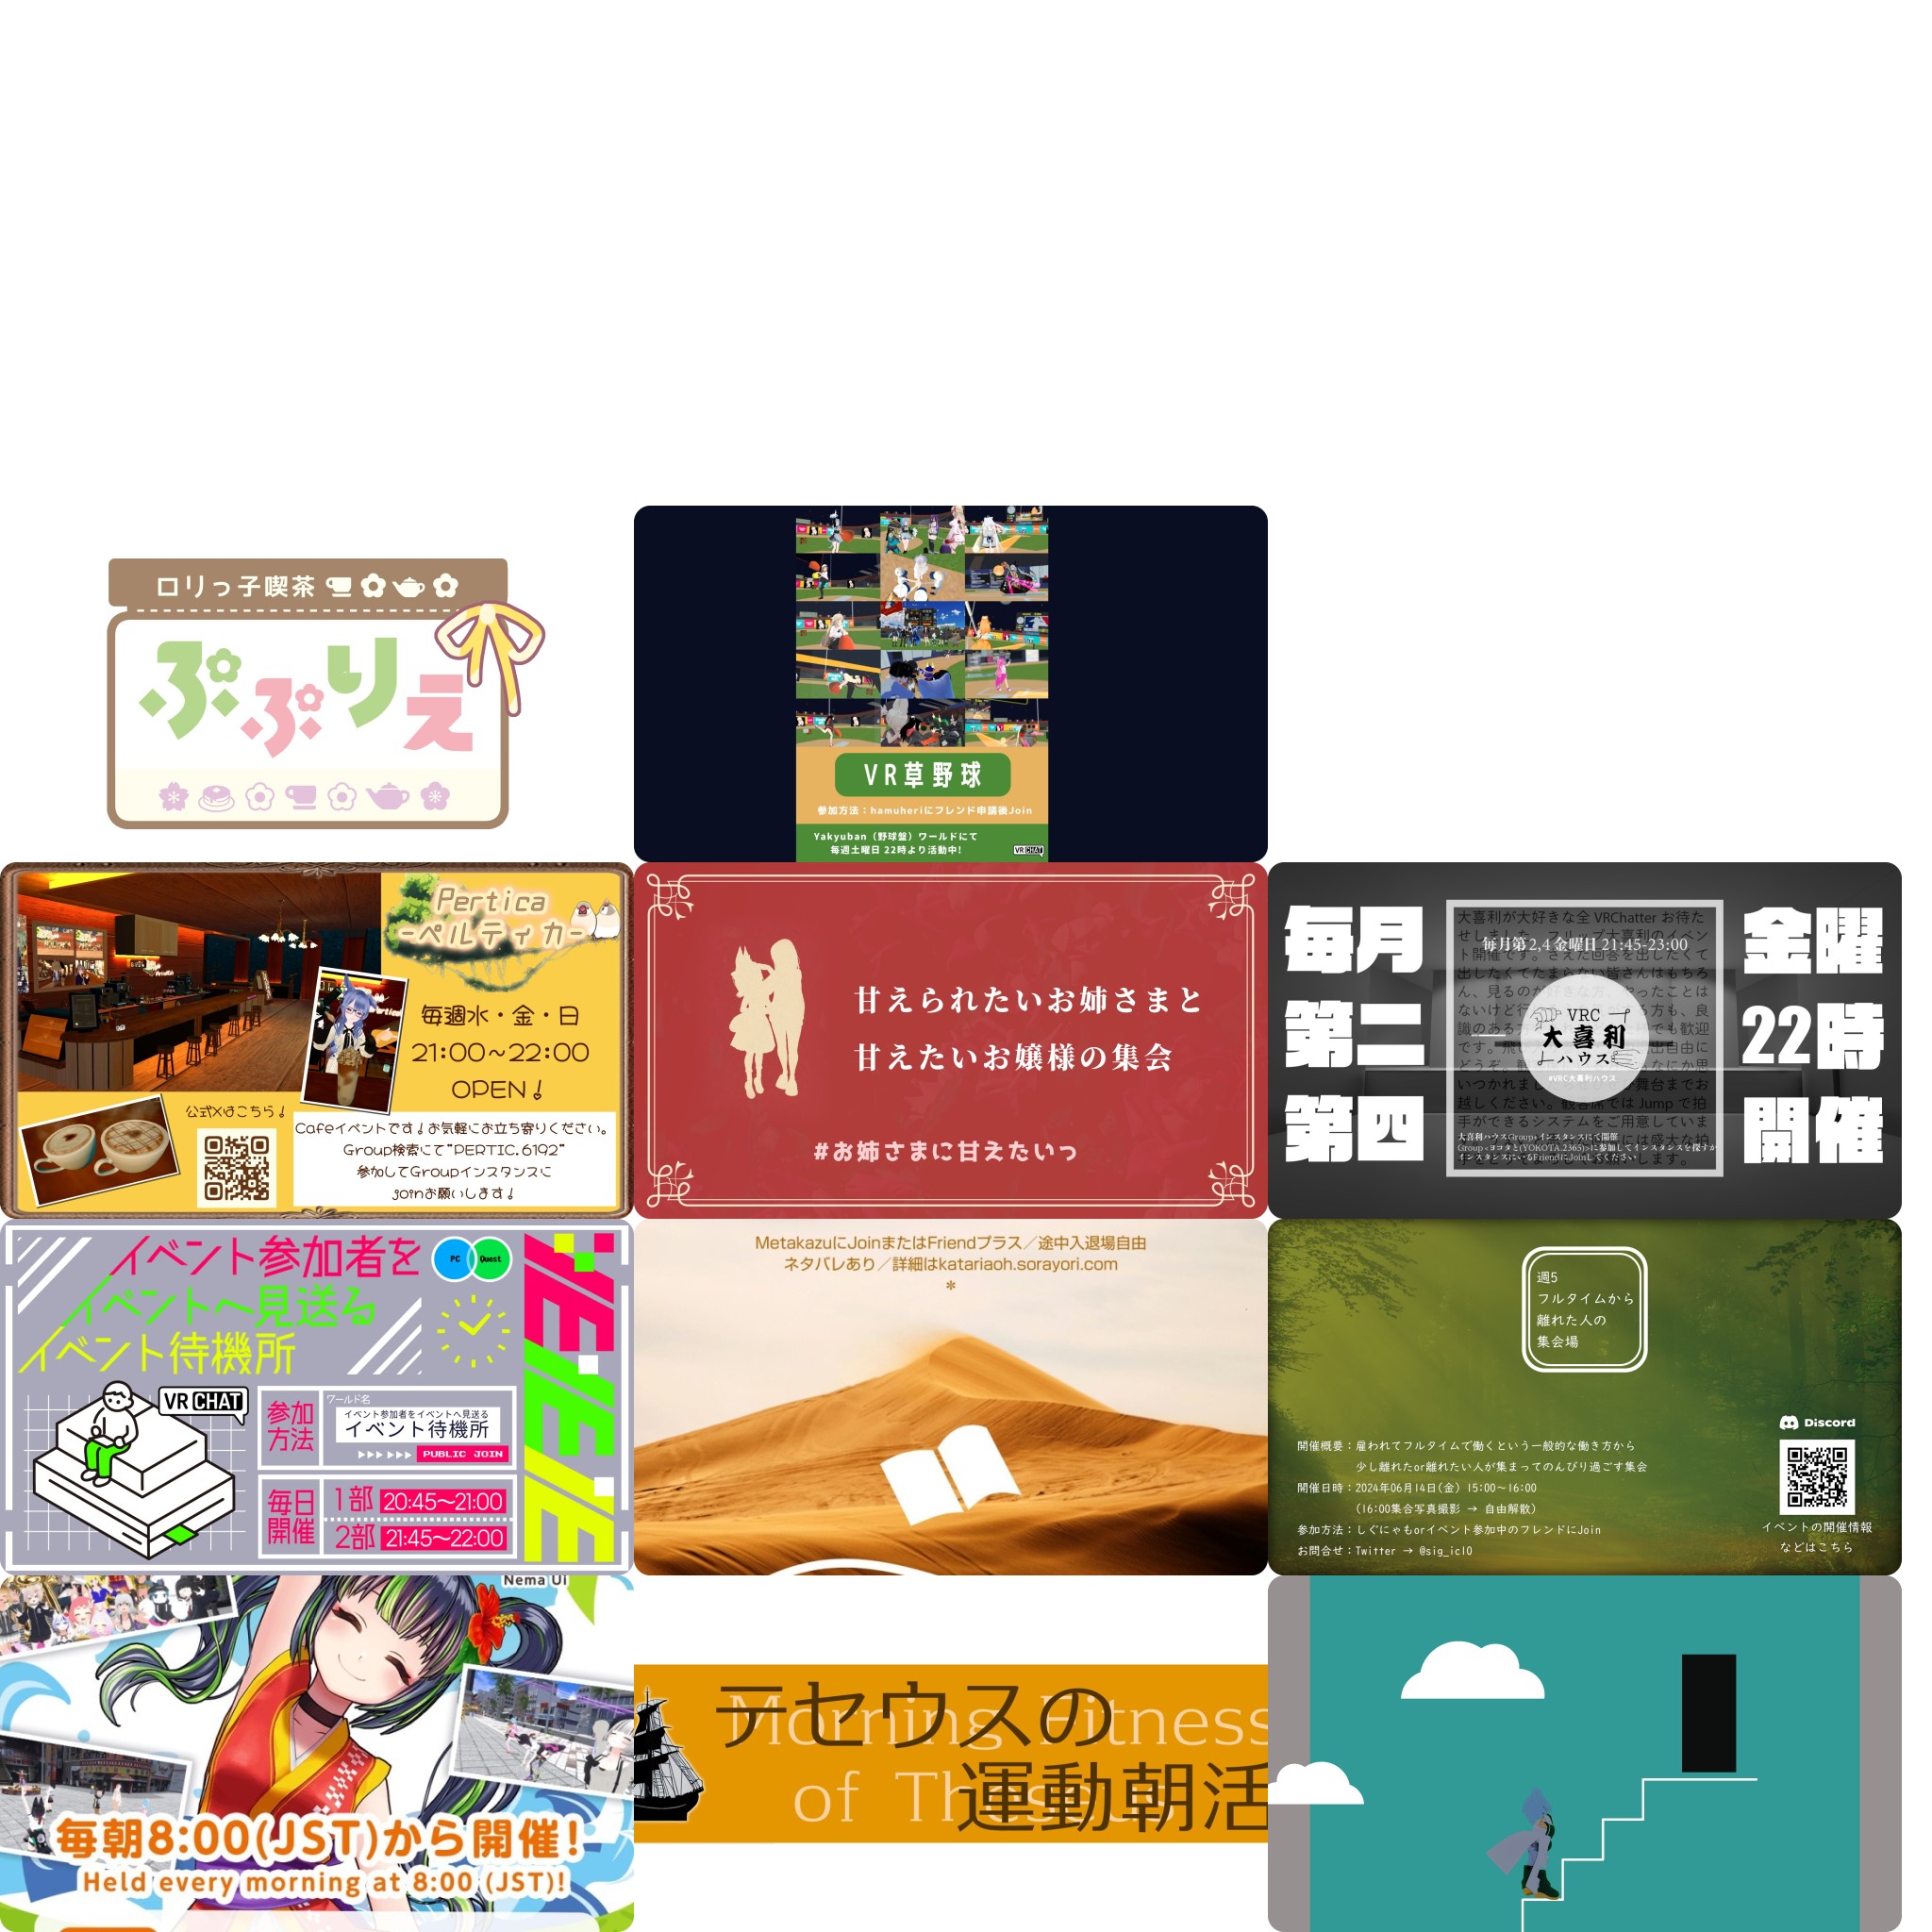 ロリっ子喫茶
ぷぷりえ
VR草野球
参加方法：hamuheriにフレンド申請後Join
Yakyuban（野球盤）ワールドにて
毎週土曜日 22時より活動中!
VRCHAT
Pertica
-ペルティカ-
毎週水・金・日
21:00~22:00
OPEN!
公式Xはこちら!
Cafeイベントです!お気軽にお立ち寄りください。
Group検索にて"PERTIC.6192"
参加してGroupインスタンスに
joinお願いします!
甘えられたいお姉さまと
甘えたいお嬢様の集会
#お姉さまに甘えたいっ
毎月
第二
第四
毎月第2,4金曜日 21:45-23:00
VRC
大喜利
ハウス
#VRC大喜利ハウス
大喜利ハウスGroup+インスタンスにて開催
金曜
22時
開催
イベント参加者を
イベントへ見送る
イベント待機所
PC
Quest
VRCHAT
参加
方法
ワールド名
イベント参加者をイベントへ見送る
イベント待機所
PUBLIC JOIN
毎日
開催
1部 20:45~21:00
2部 21:45~22:00
MetakazuにJoinまたはFriendプラス／途中入退場自由
ネタバレあり／詳細はkatariaoh.sorayori.com
*
週5
フルタイムから
離れた人の
集会場
開催概要：雇われてフルタイムで働くという一般的な働き方から
少し離れたor離れたい人が集まってのんびり過ごす集会
開催日時：2024年06月14日(金) 15:00~16:00
(16:00集合写真撮影 → 自由解散)
参加方法：しぐにゃもorイベント参加中のフレンドにJoin
お問合せ：Twitter → @sig_icl0
Discord
イベントの開催情報
などはこちら
Nema Ui
毎朝8:00(JST)から開催!
Held every morning at 8:00 (JST)!
テセウスの
運動朝活
Morning Fitness
of Theseus